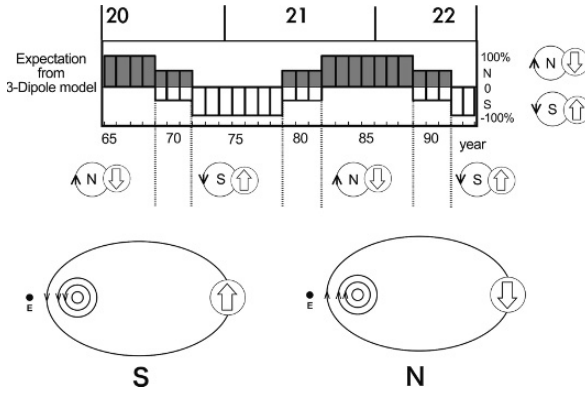 20 21 22
Expectation
from
3-Dipole model
100%
N
0
S
-100%
65 70 75 80 85 90 year
N
S
N S N S
E E
S N